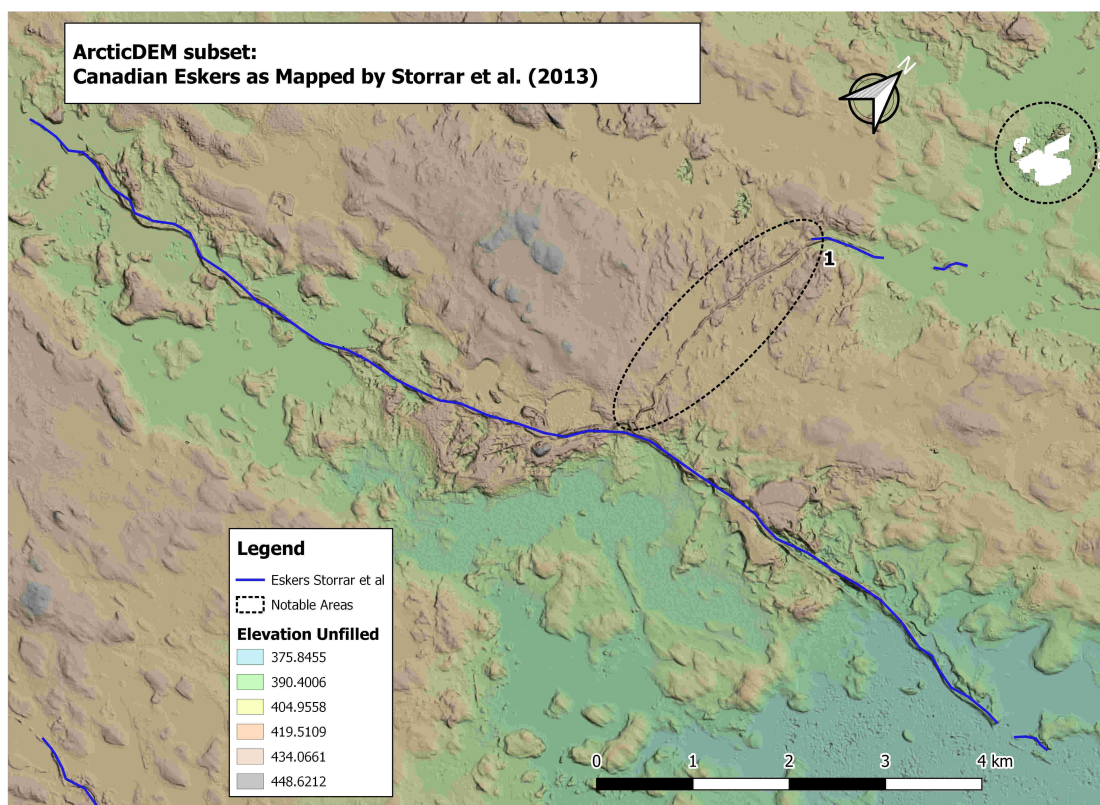 ArcticDEM subset:
Canadian Eskers as Mapped by Storrar et al. (2013)
N
1
Legend
Eskers Storrar et al
Notable Areas
Elevation Unfilled
375.8455
390.4006
404.9558
419.5109
434.0661
448.6212
0 1 2 3 4 km